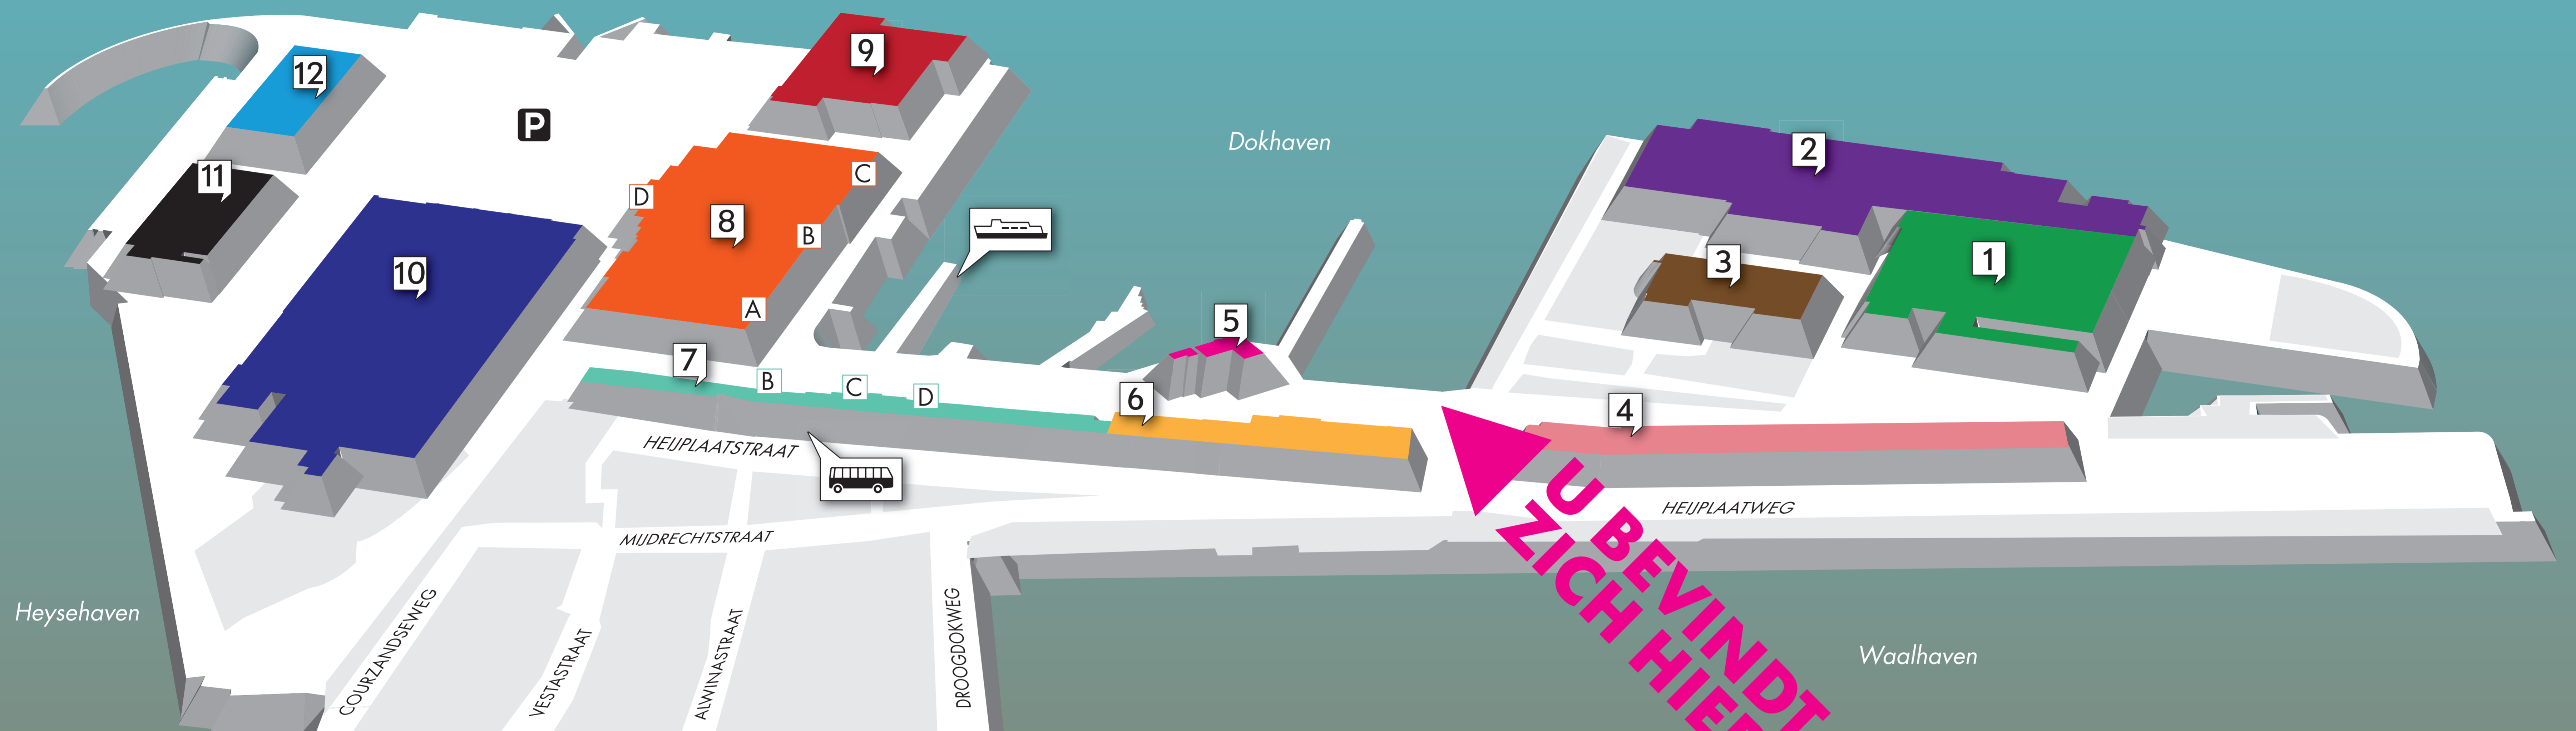 12
9
P
11
D
C
8
B
10
A
7
B
C
D
6
5
Dokhaven
2
3
1
4
HEIJPLAATSTRAAT
MIJDRECHTSTRAAT
HEIJPLAATWEG
Heysehaven
COURZANDSEWEG
VESTASTRAAT
ALWINASTRAAT
DROOGDOKWEG
U BEVINDT
ZICH HIER
Waalhaven